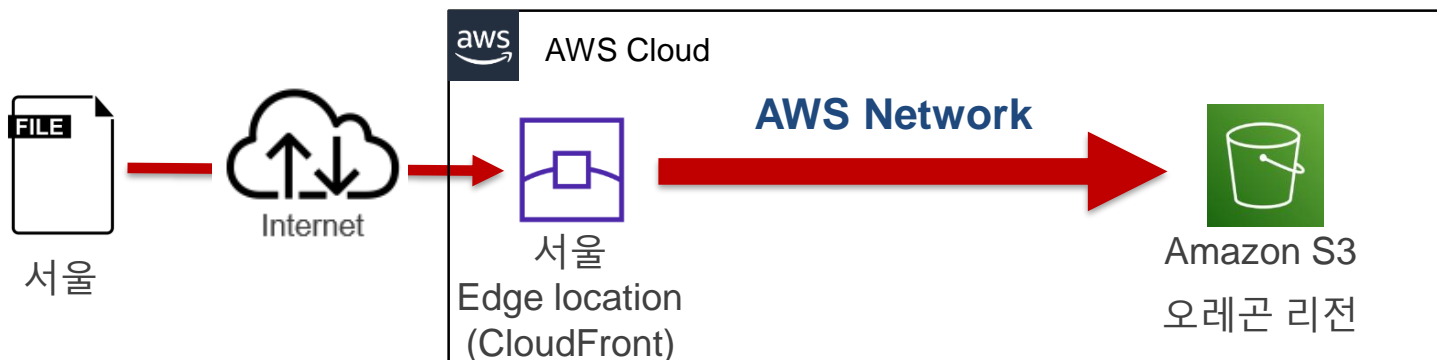 aws
AWS Cloud
FILE
AWS Network
Internet
서울
서울
Edge location
(CloudFront)
Amazon S3
오레곤 리전